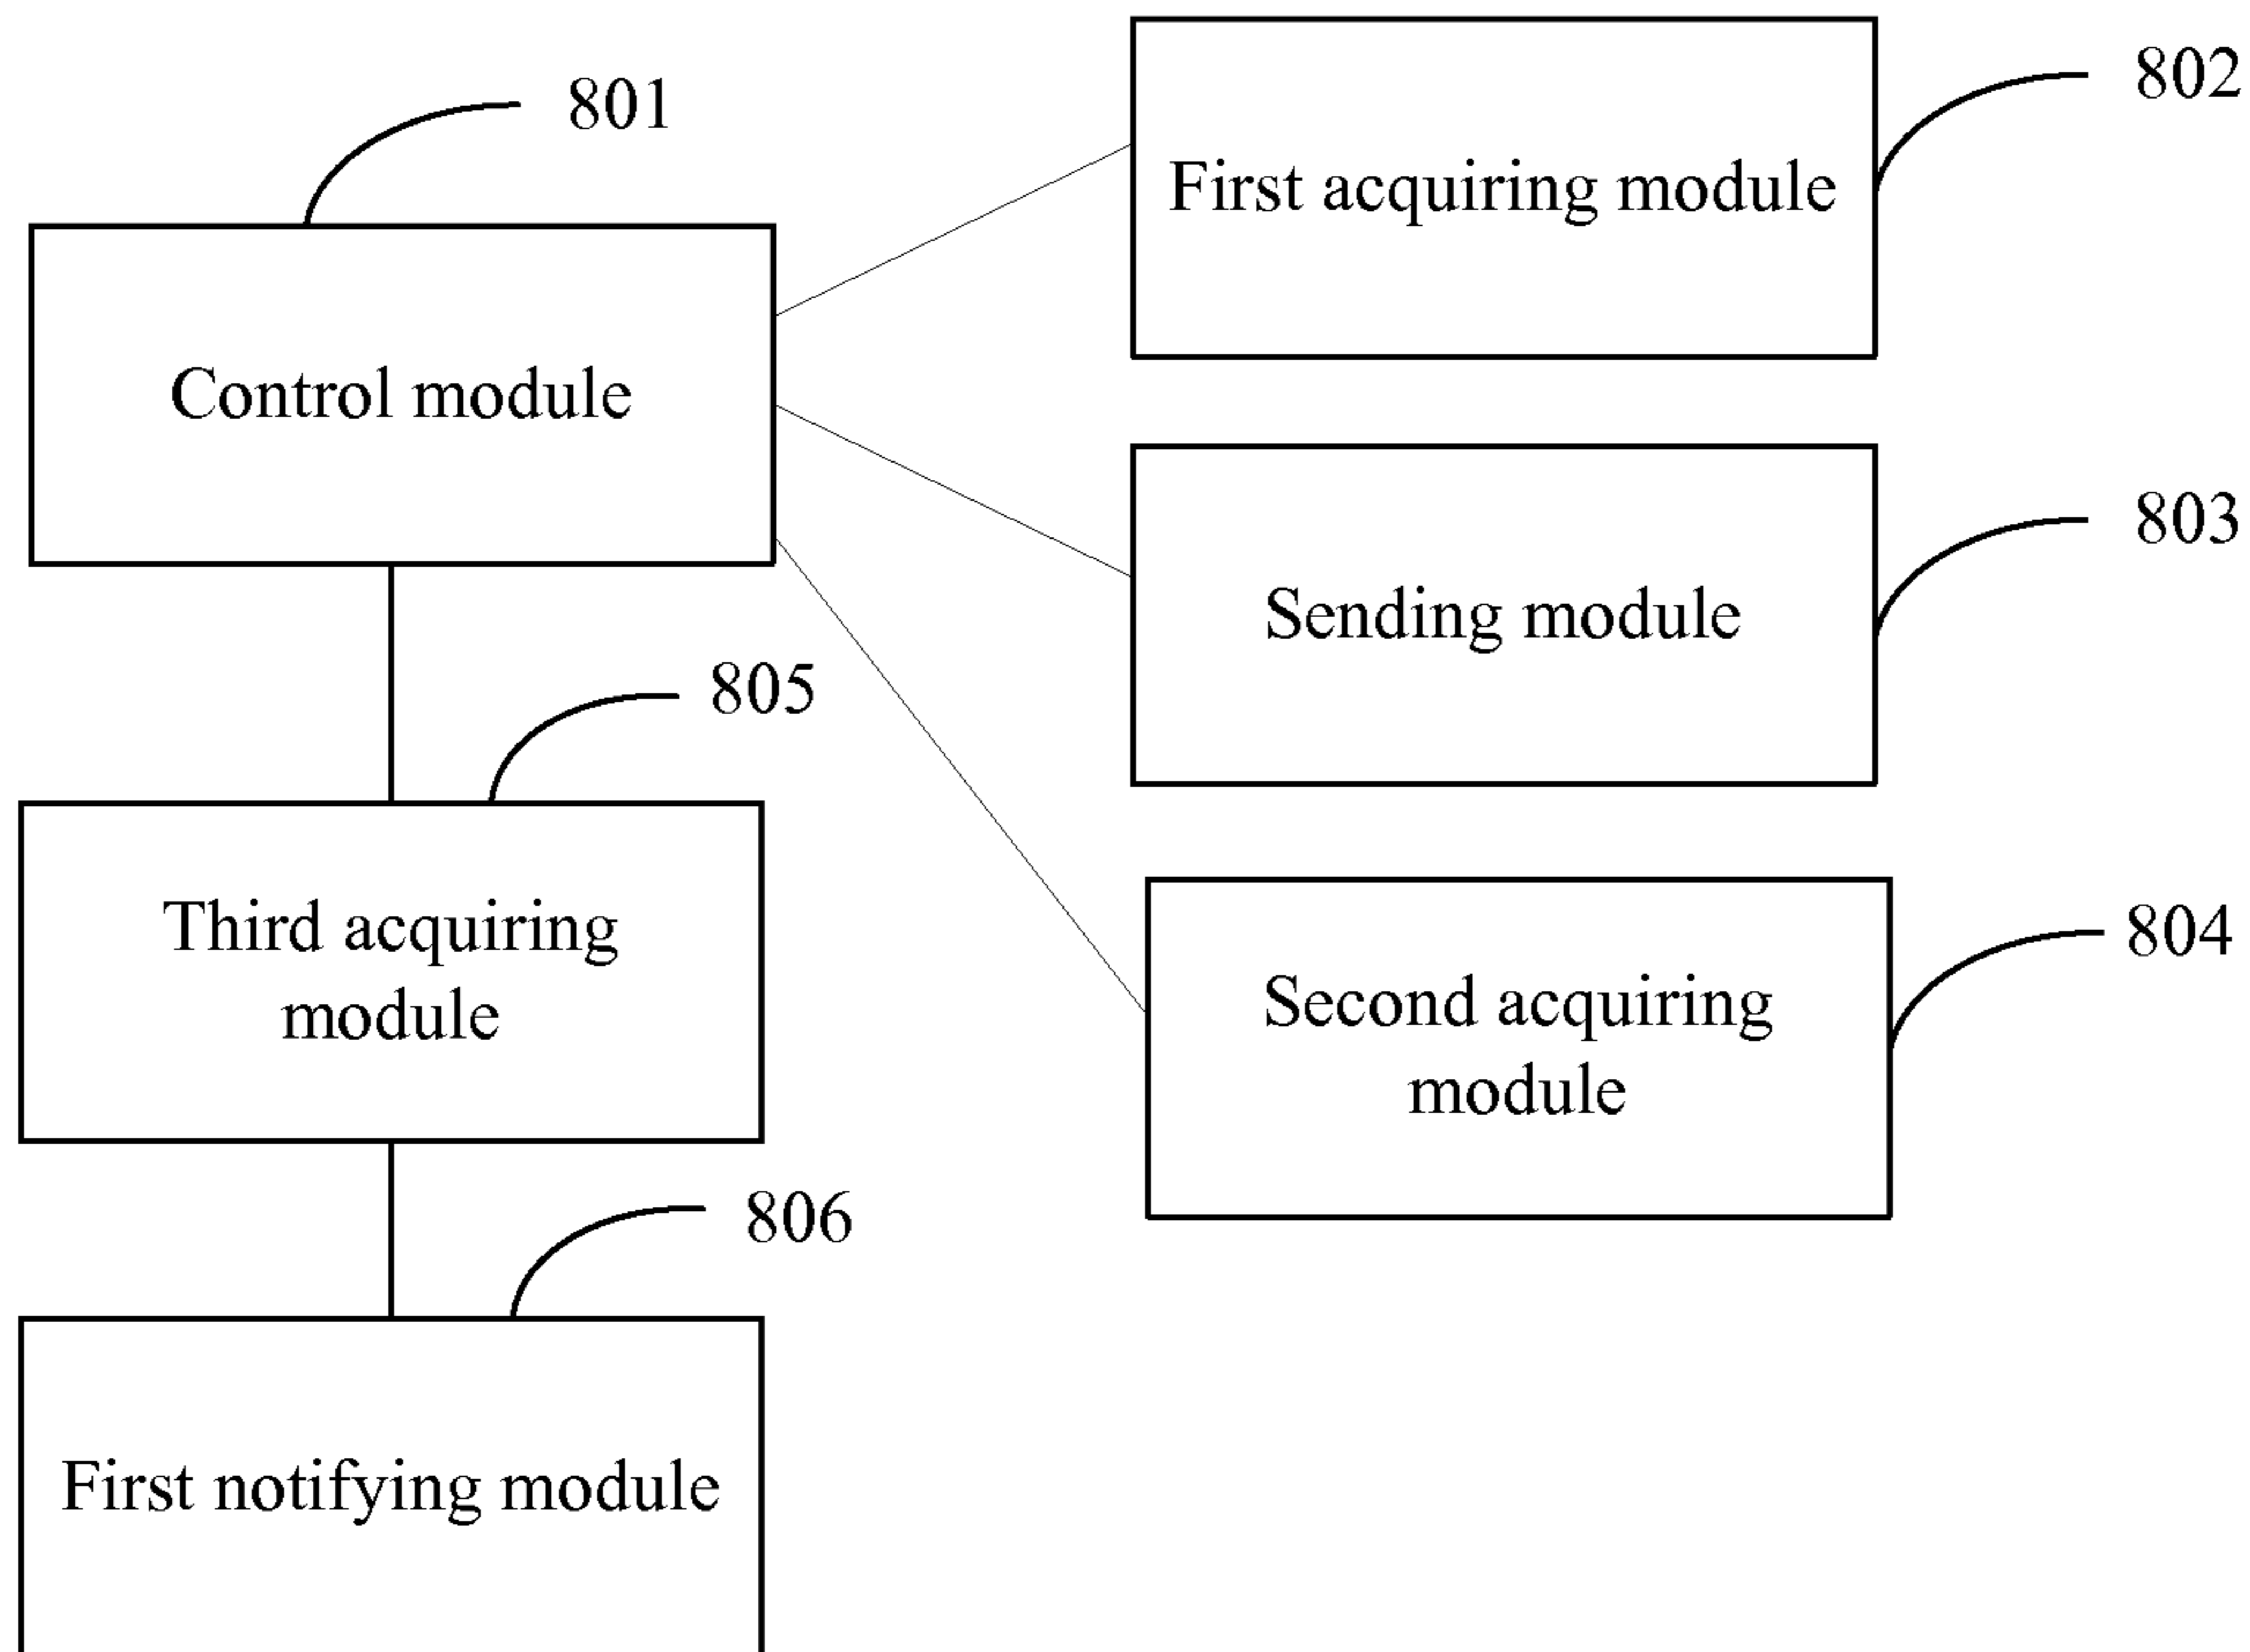 801
Control module
802
First acquiring module
803
Sending module
805
Third acquiring
module
804
Second acquiring
module
806
First notifying module